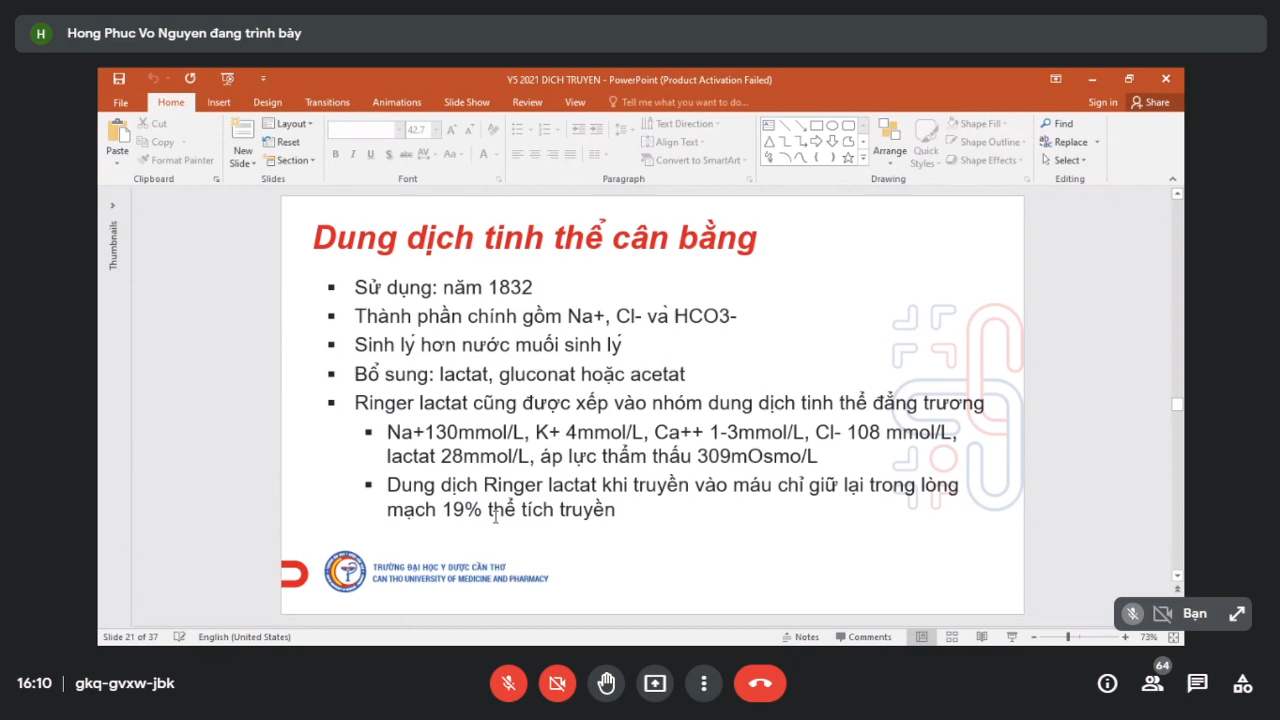 H Hong Phuc Vo Nguyen đang trình bày
Y5 2021 DICH TRUYEN - PowerPoint (Product Activation Failed)
File Home Insert Design Transitions Animations Slide Show Review View Tell me what you want to do... Sign in Share
Paste Cut Copy Format Painter
Clipboard
New Slide Layout Reset Section
Slides
42.7
B I U S abc AV Aa A
Font
Text Direction Align Text Convert to SmartArt
Paragraph
Arrange Quick Styles Shape Fill Shape Outline Shape Effects
Drawing
Find Replace Select
Editing
Thumbnails
Dung dịch tinh thể cân bằng
Sử dụng: năm 1832
Thành phần chính gồm Na+, Cl- và HCO3-
Sinh lý hơn nước muối sinh lý
Bổ sung: lactat, gluconat hoặc acetat
Ringer lactat cũng được xếp vào nhóm dung dịch tinh thể đẳng trương
Na+130mmol/L, K+ 4mmol/L, Ca++ 1-3mmol/L, Cl- 108 mmol/L,
lactat 28mmol/L, áp lực thẩm thấu 309mOsmo/L
Dung dịch Ringer lactat khi truyền vào máu chỉ giữ lại trong lòng
mạch 19% thể tích truyền
TRƯỜNG ĐẠI HỌC Y DƯỢC CẦN THƠ
CAN THO UNIVERSITY OF MEDICINE AND PHARMACY
Bạn
Slide 21 of 37 English (United States) Notes Comments 73%
64
16:10 | gkq-gvxw-jbk